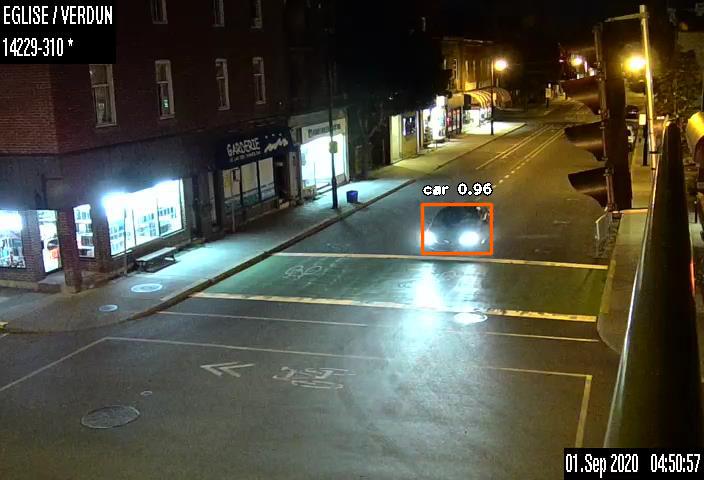 EGLISE / VERDUN
14229-310 *
GARDERIE
car 0.96
01.Sep 2020 04:50:57